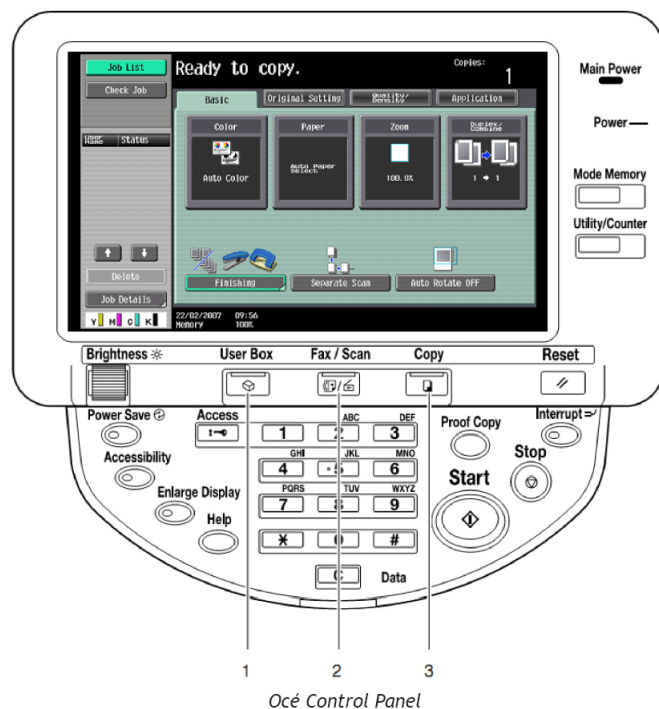 Job List
Ready to copy.
Copies:
1
Check Job
Basic
Original Setting
Quality/
Density
Application
User
Name
Status
Color
Paper
Zoom
Duplex/
Combine
Auto Color
Auto Paper
Select
100.0%
1 → 1
Delete
Job Details
Finishing
Separate Scan
Auto Rotate OFF
Y M C K
22/02/2007 09:56
Memory 100%
Main Power
Power
Mode Memory
Utility/Counter
Brightness
User Box
Fax / Scan
Copy
Reset
Power Save
Access
ABC
DEF
1
2
3
Proof Copy
Interrupt
Accessibility
GHI
JKL
MNO
4
5
6
Stop
Start
Enlarge Display
PQRS
TUV
WXYZ
7
8
9
Help
0
#
C
Data
1
2
3
Océ Control Panel